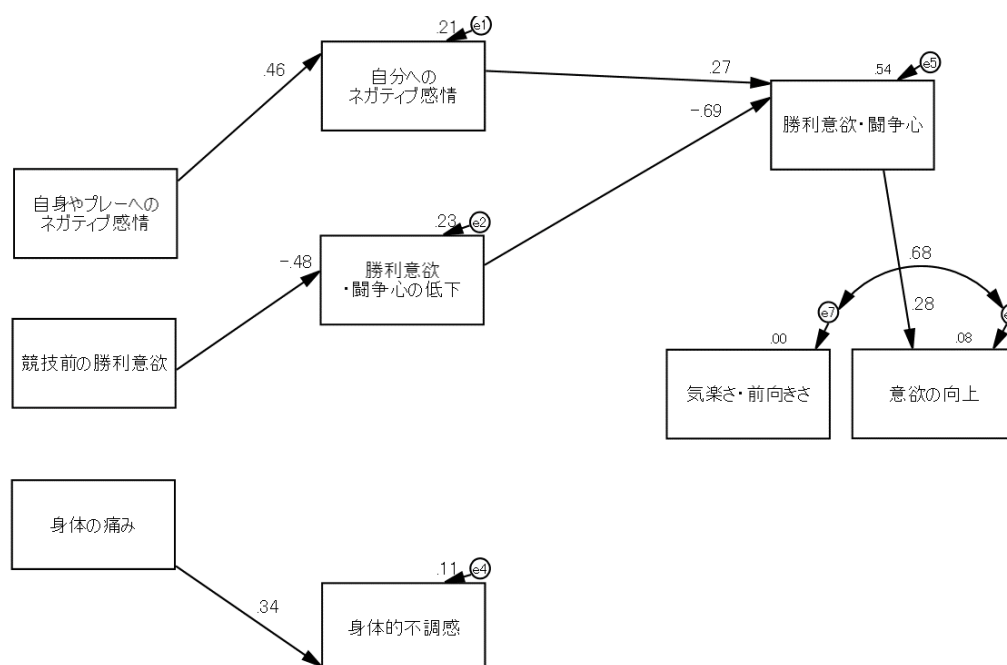 .21
e1
.46
自分への
ネガティブ感情
.27
.54
e5
-.69
勝利意欲・闘争心
自身やプレーへの
ネガティブ感情
.23
e2
-.48
勝利意欲
・闘争心の低下
.68
e7
.28
競技前の勝利意欲
.00
.08
気楽さ・前向きさ
意欲の向上
身体の痛み
.11
e4
.34
身体的不調感